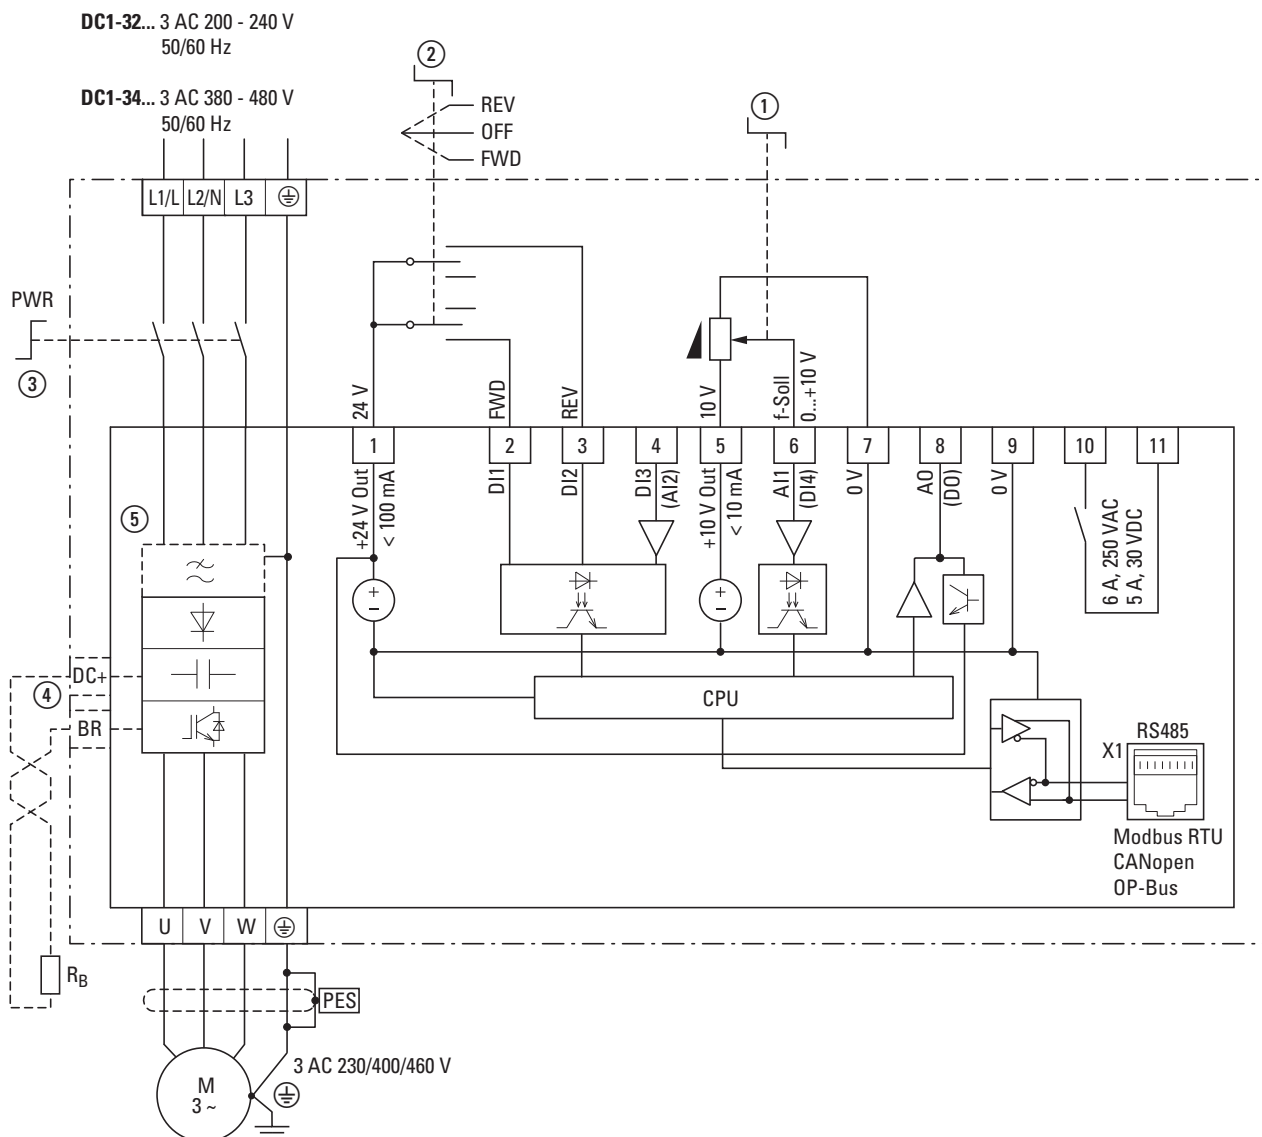 DC1-32... 3 AC 200 - 240 V
50/60 Hz
DC1-34... 3 AC 380 - 480 V
50/60 Hz
②
REV
OFF
FWD
①
L1/L L2/N L3
PWR
③
24 V
FWD
REV
10 V
f-Soll
0...+10 V
1 2 3 4 5 6 7 8 9 10 11
+24 V Out
< 100 mA
DI1
DI2
DI3
(AI2)
+10 V Out
< 10 mA
AI1
(DI4)
0 V
AO
(DO)
0 V
6 A, 250 VAC
5 A, 30 VDC
⑤
+
–
+
–
DC+
④
BR
CPU
RS485
X1
Modbus RTU
CANopen
OP-Bus
U V W
RB
PES
3 AC 230/400/460 V
M
3 ~